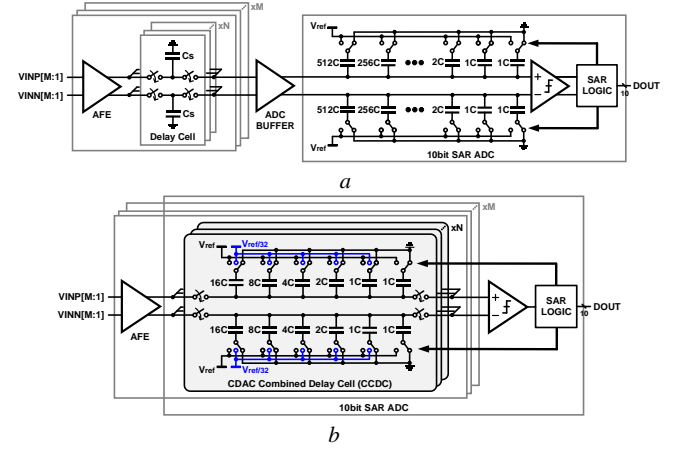 xM
xN
Vref
512C 256C 2C 1C 1C
Cs
VINP[M:1]
VINN[M:1]
AFE
ADC
BUFFER
+
−
SAR
LOGIC
DOUT
10
Cs
Delay Cell
512C 256C 2C 1C 1C
Vref
10bit SAR ADC
a
xM
xN
Vref Vref/32
16C 8C 4C 2C 1C 1C
VINP[M:1]
VINN[M:1]
AFE
+
−
SAR
LOGIC
DOUT
10
16C 8C 4C 2C 1C 1C
Vref Vref/32
CDAC Combined Delay Cell (CCDC)
10bit SAR ADC
b